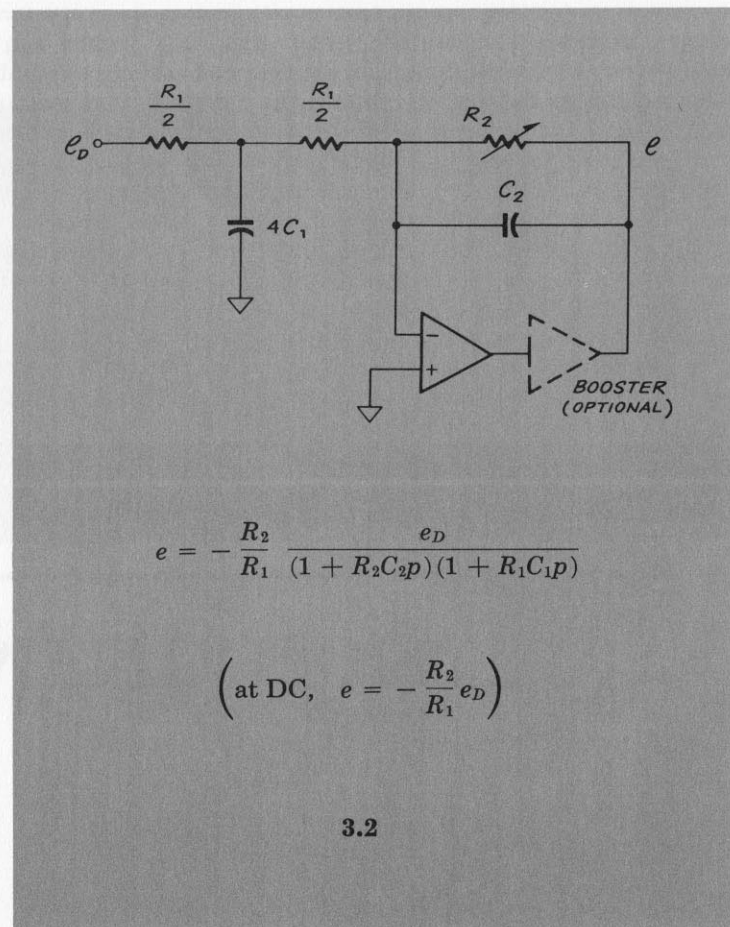 R₁/2 R₁/2 R₂
e_D e
C₂
4C₁
−
+
BOOSTER
(OPTIONAL)
e = − R₂/R₁ e_D/((1 + R₂C₂p)(1 + R₁C₁p))
(at DC, e = − R₂/R₁ e_D)
3.2